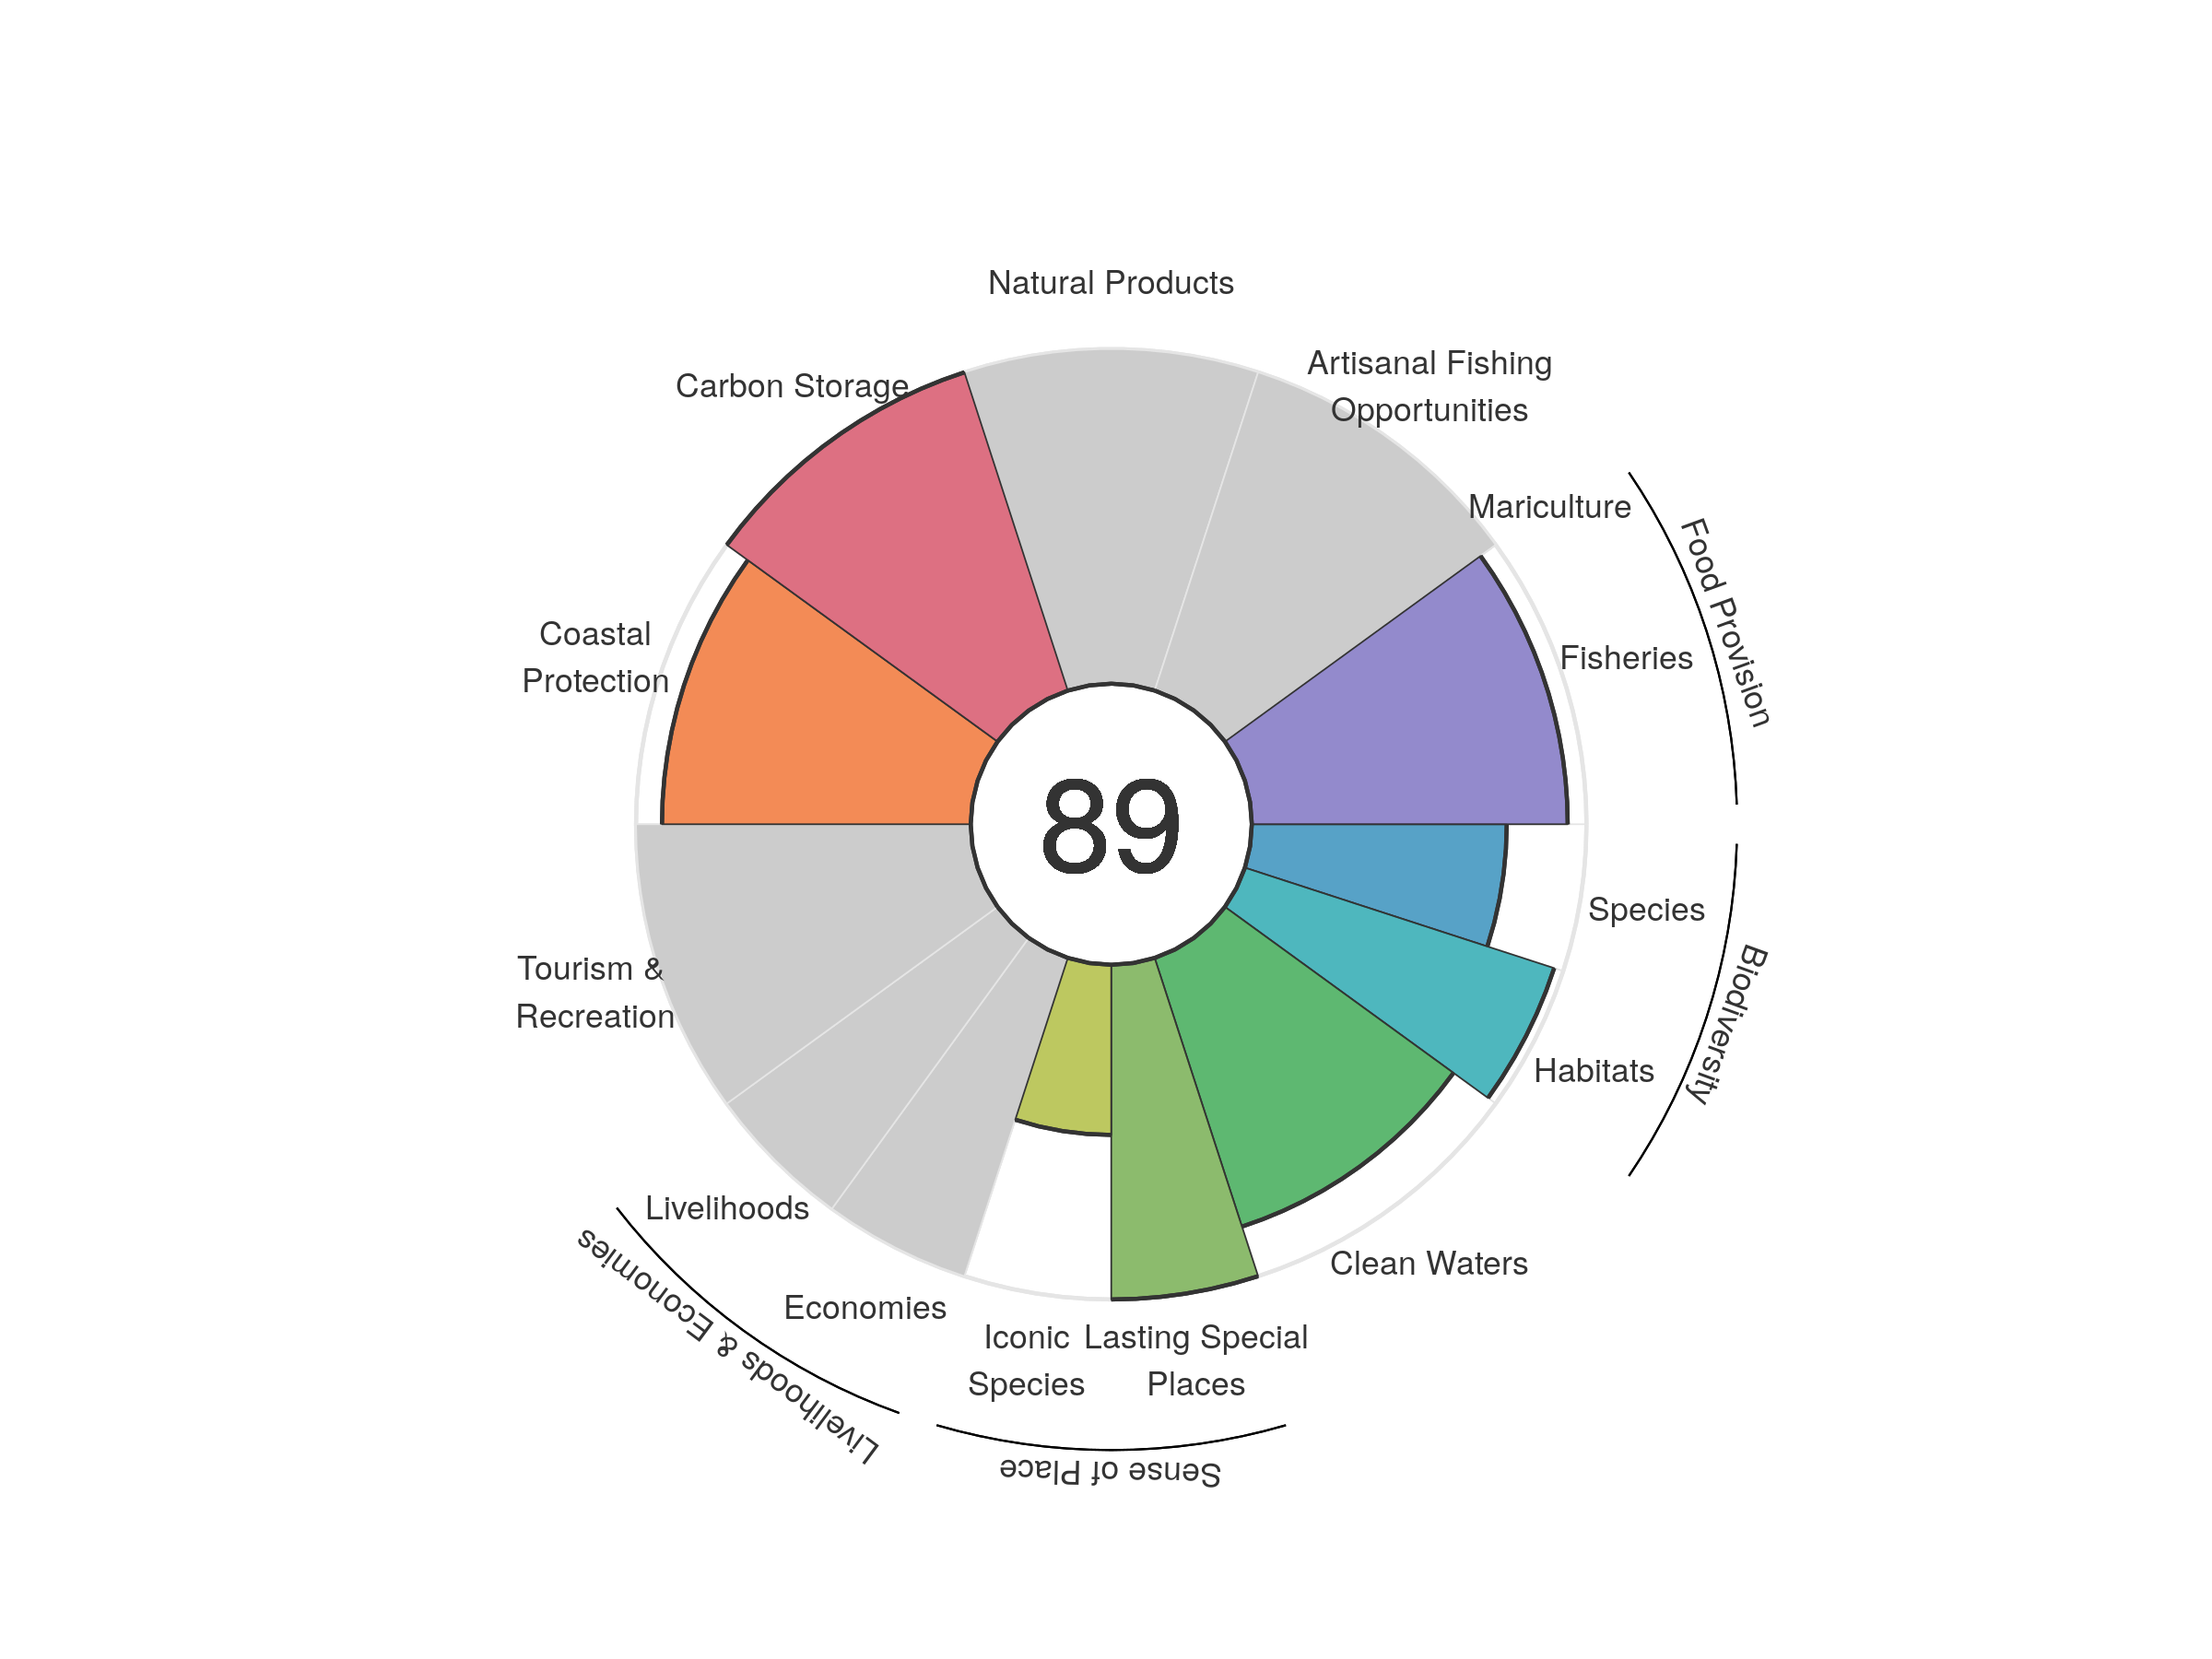 Natural Products
Artisanal Fishing
Opportunities
Carbon Storage
Mariculture
Food Provision
Coastal
Protection
Fisheries
89
Species
Biodiversity
Tourism &
Recreation
Habitats
Livelihoods
Clean Waters
Livelihoods & Economies
Economies
Iconic
Species
Lasting Special
Places
Sense of Place